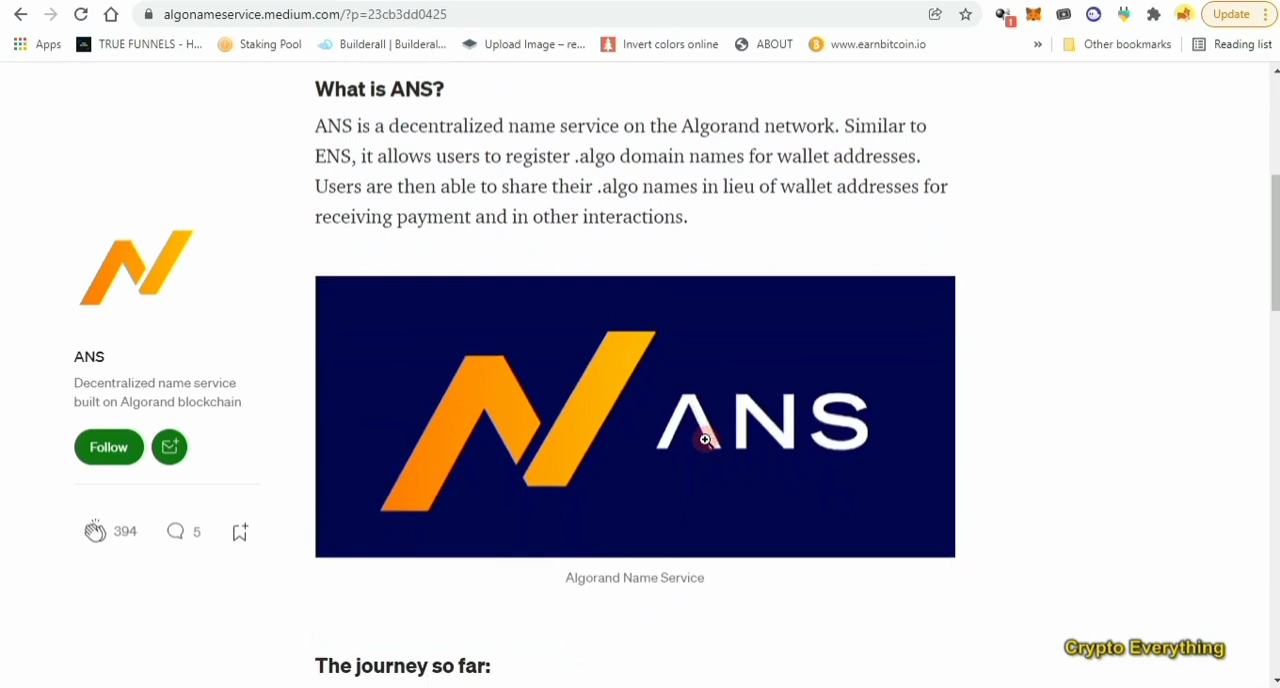 algonameservice.medium.com/?p=23cb3dd0425
1
Update
Apps
TRUE FUNNELS - H...
Staking Pool
Builderall | Builderal...
Upload Image – re...
Invert colors online
ABOUT
www.earnbitcoin.io
»
Other bookmarks
Reading list
What is ANS?
ANS is a decentralized name service on the Algorand network. Similar to
ENS, it allows users to register .algo domain names for wallet addresses.
Users are then able to share their .algo names in lieu of wallet addresses for
receiving payment and in other interactions.
ANS
Decentralized name service
built on Algorand blockchain
Follow
394
5
ANS
Algorand Name Service
The journey so far:
Crypto Everything